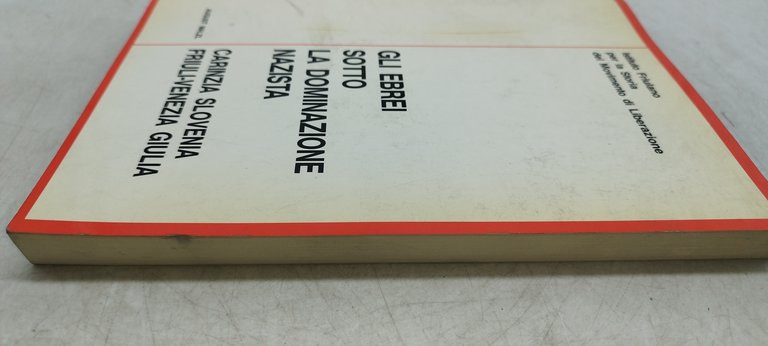 Istituto Friulano
per la Storia
del Movimento di Liberazione
GLI EBREI
SOTTO
LA DOMINAZIONE
NAZISTA
CARINZIA SLOVENIA
FRIULI-VENEZIA GIULIA